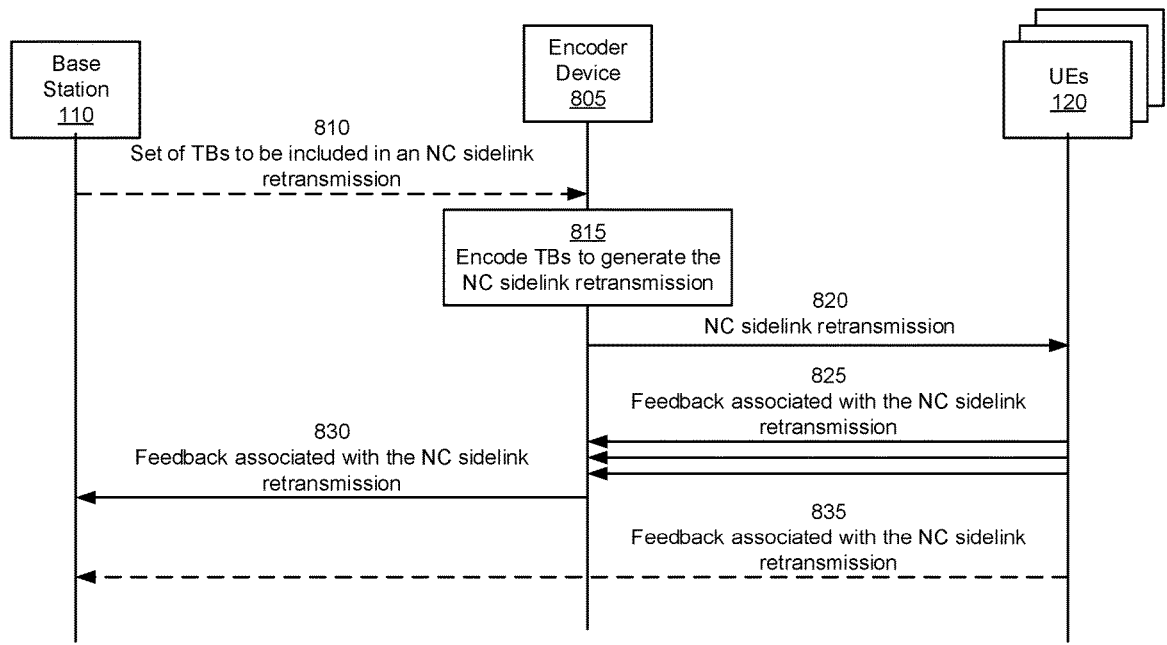 Base
Station
110
Encoder
Device
805
UEs
120
810
Set of TBs to be included in an NC sidelink
retransmission
815
Encode TBs to generate the
NC sidelink retransmission
820
NC sidelink retransmission
825
Feedback associated with the NC sidelink
retransmission
830
Feedback associated with the NC sidelink
retransmission
835
Feedback associated with the NC sidelink
retransmission